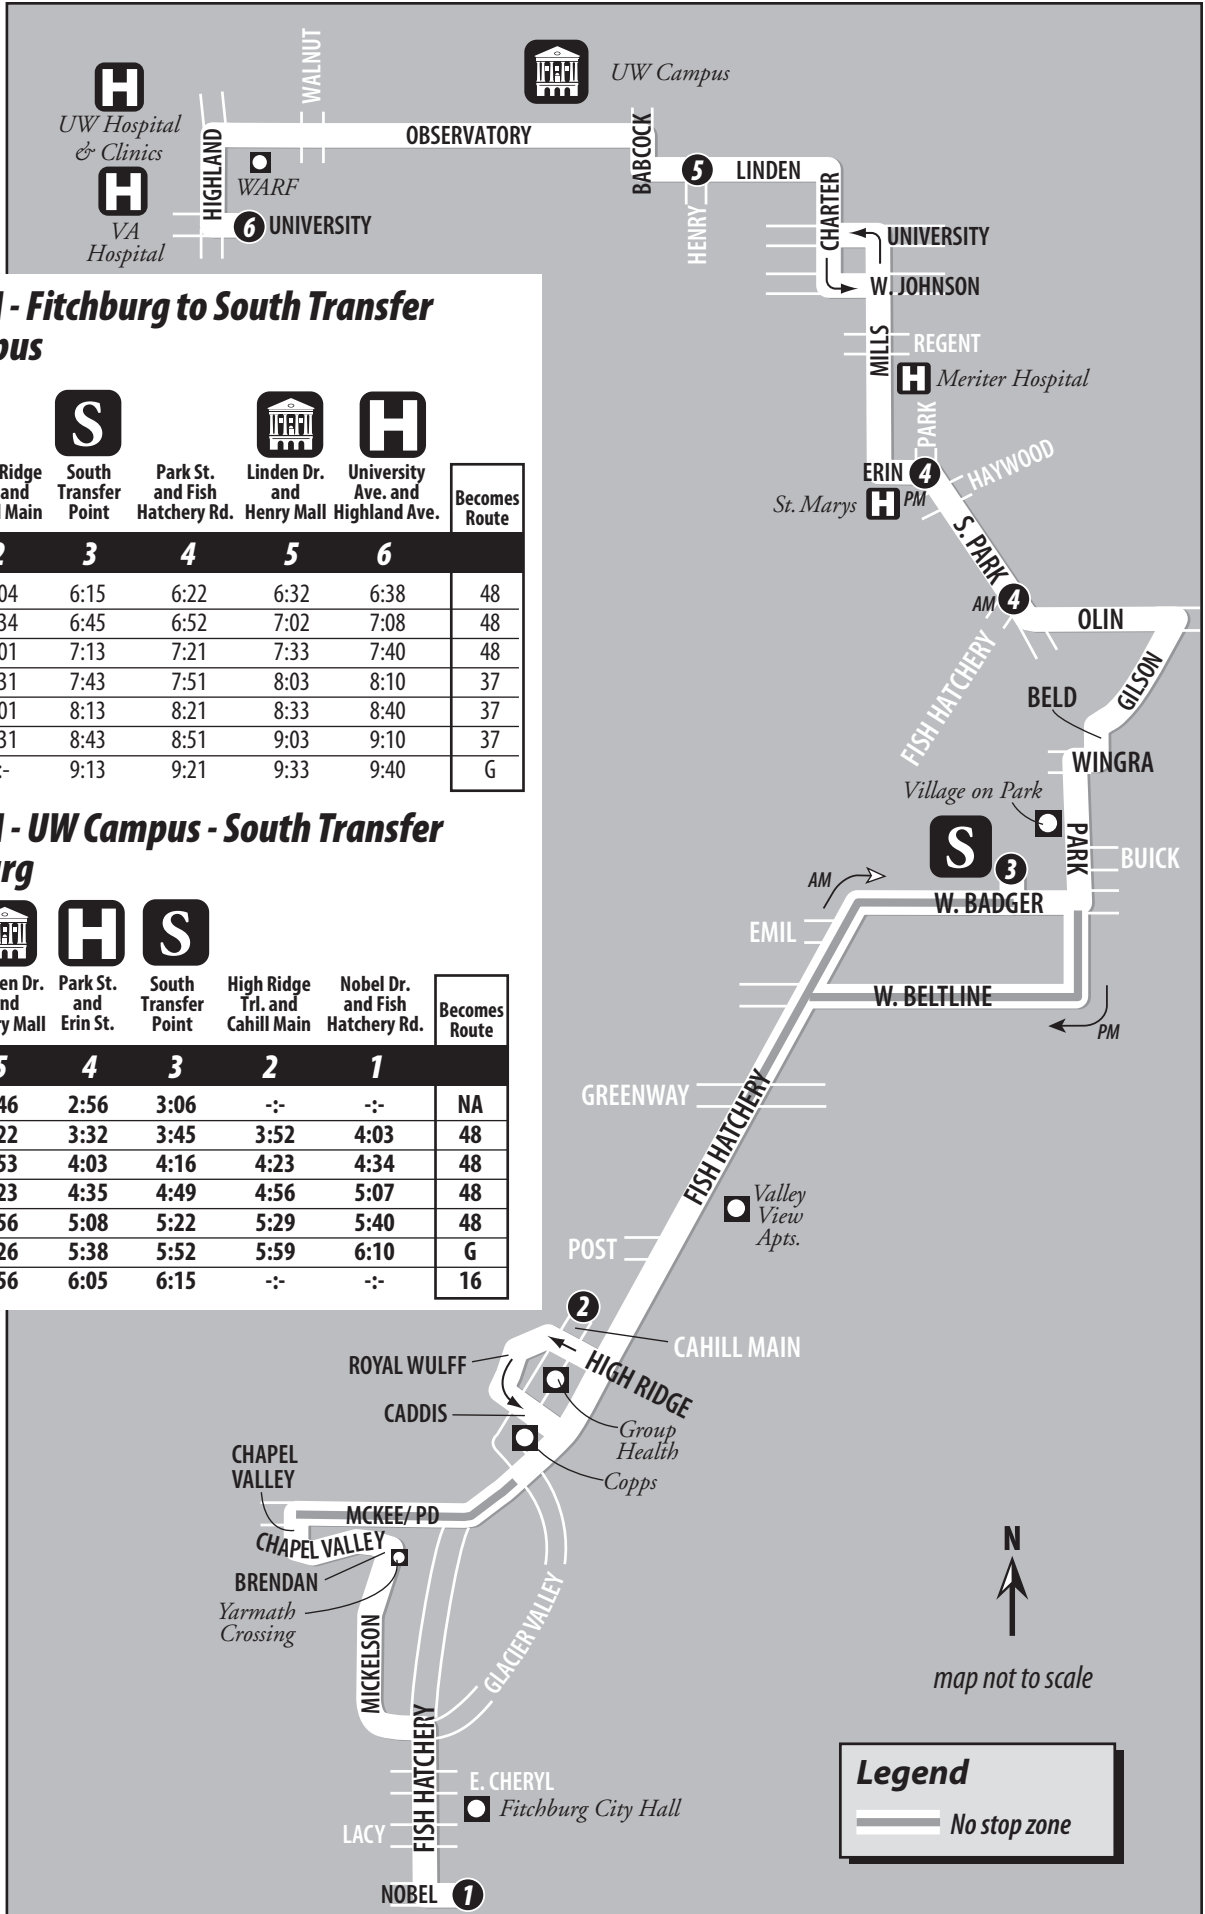 WALNUT
UW Campus
H
UW Hospital
& Clinics
HIGHLAND
OBSERVATORY
BABCOCK
H
WARF
5
LINDEN
CHARTER
VA
Hospital
6 UNIVERSITY
HENRY
UNIVERSITY
W. JOHNSON
MILLS
REGENT
H Meriter Hospital
PARK
ERIN 4
HAYWOOD
St. Marys H PM
S. PARK
AM 4
OLIN
FISH HATCHERY
GILSON
BELD
WINGRA
Village on Park
PARK
S
3
BUICK
AM
W. BADGER
EMIL
W. BELTLINE
PM
GREENWAY
FISH HATCHERY
Valley
View
Apts.
POST
2
CAHILL MAIN
ROYAL WULFF
HIGH RIDGE
CADDIS
Group
Health
Copps
CHAPEL
VALLEY
MCKEE/ PD
CHAPEL VALLEY
BRENDAN
Yarmath
Crossing
GLACIER VALLEY
MICKELSON
FISH HATCHERY
E. CHERYL
Fitchburg City Hall
LACY
NOBEL 1
N
map not to scale
Legend
No stop zone
- Fitchburg to South Transfer
pus
S H
Ridge South Park St. Linden Dr. University
and Transfer and Fish and Ave. and Becomes
Main Point Hatchery Rd. Henry Mall Highland Ave. Route
2 3 4 5 6
04 6:15 6:22 6:32 6:38 48
34 6:45 6:52 7:02 7:08 48
01 7:13 7:21 7:33 7:40 48
31 7:43 7:51 8:03 8:10 37
01 8:13 8:21 8:33 8:40 37
31 8:43 8:51 9:03 9:10 37
:- 9:13 9:21 9:33 9:40 G
- UW Campus - South Transfer
rg
H S
en Dr. Park St. South High Ridge Nobel Dr.
nd and Transfer Trl. and and Fish Becomes
ry Mall Erin St. Point Cahill Main Hatchery Rd. Route
5 4 3 2 1
46 2:56 3:06 -:- -:- NA
22 3:32 3:45 3:52 4:03 48
53 4:03 4:16 4:23 4:34 48
23 4:35 4:49 4:56 5:07 48
56 5:08 5:22 5:29 5:40 48
26 5:38 5:52 5:59 6:10 G
56 6:05 6:15 -:- -:- 16